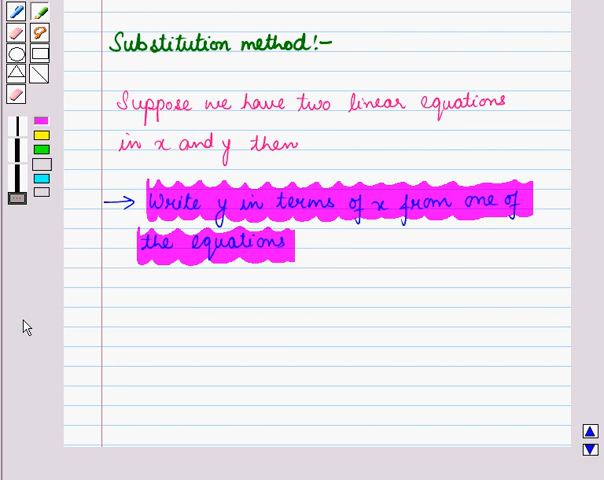 Substitution method:-
Suppose we have two linear equations
in x and y then
→ Write y in terms of x from one of
the equations